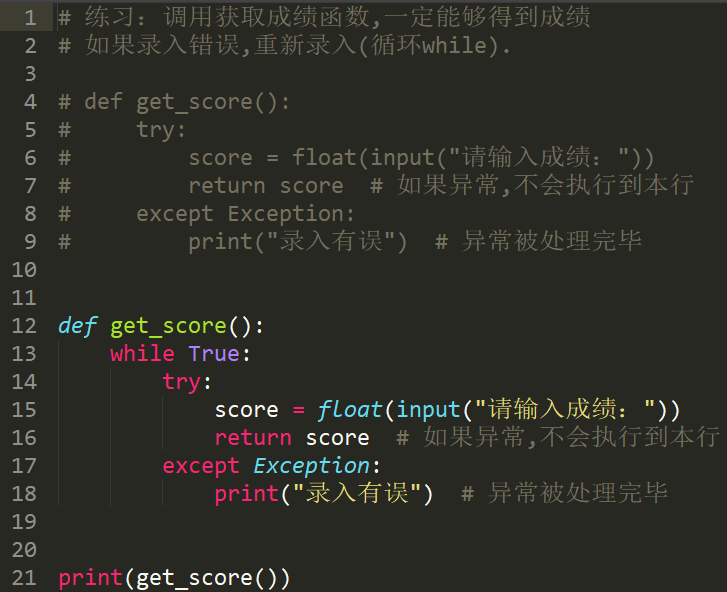 1 # 练习：调用获取成绩函数,一定能够得到成绩
2 # 如果录入错误,重新录入(循环while).
3
4 # def get_score():
5 #     try:
6 #         score = float(input("请输入成绩："))
7 #         return score  # 如果异常,不会执行到本行
8 #     except Exception:
9 #         print("录入有误")  # 异常被处理完毕
10
11
12 def get_score():
13     while True:
14         try:
15             score = float(input("请输入成绩："))
16             return score  # 如果异常,不会执行到本行
17         except Exception:
18             print("录入有误")  # 异常被处理完毕
19
20
21 print(get_score())